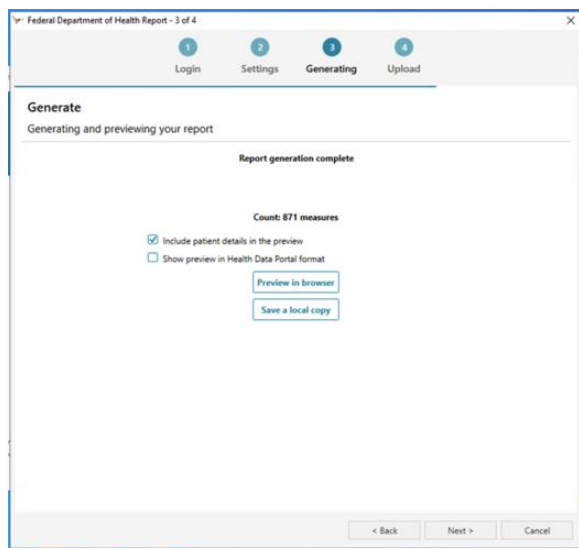 Federal Department of Health Report - 3 of 4
1 2 3 4
Login Settings Generating Upload
Generate
Generating and previewing your report
Report generation complete
Count: 871 measures
Include patient details in the preview
Show preview in Health Data Portal format
Preview in browser
Save a local copy
< Back Next > Cancel